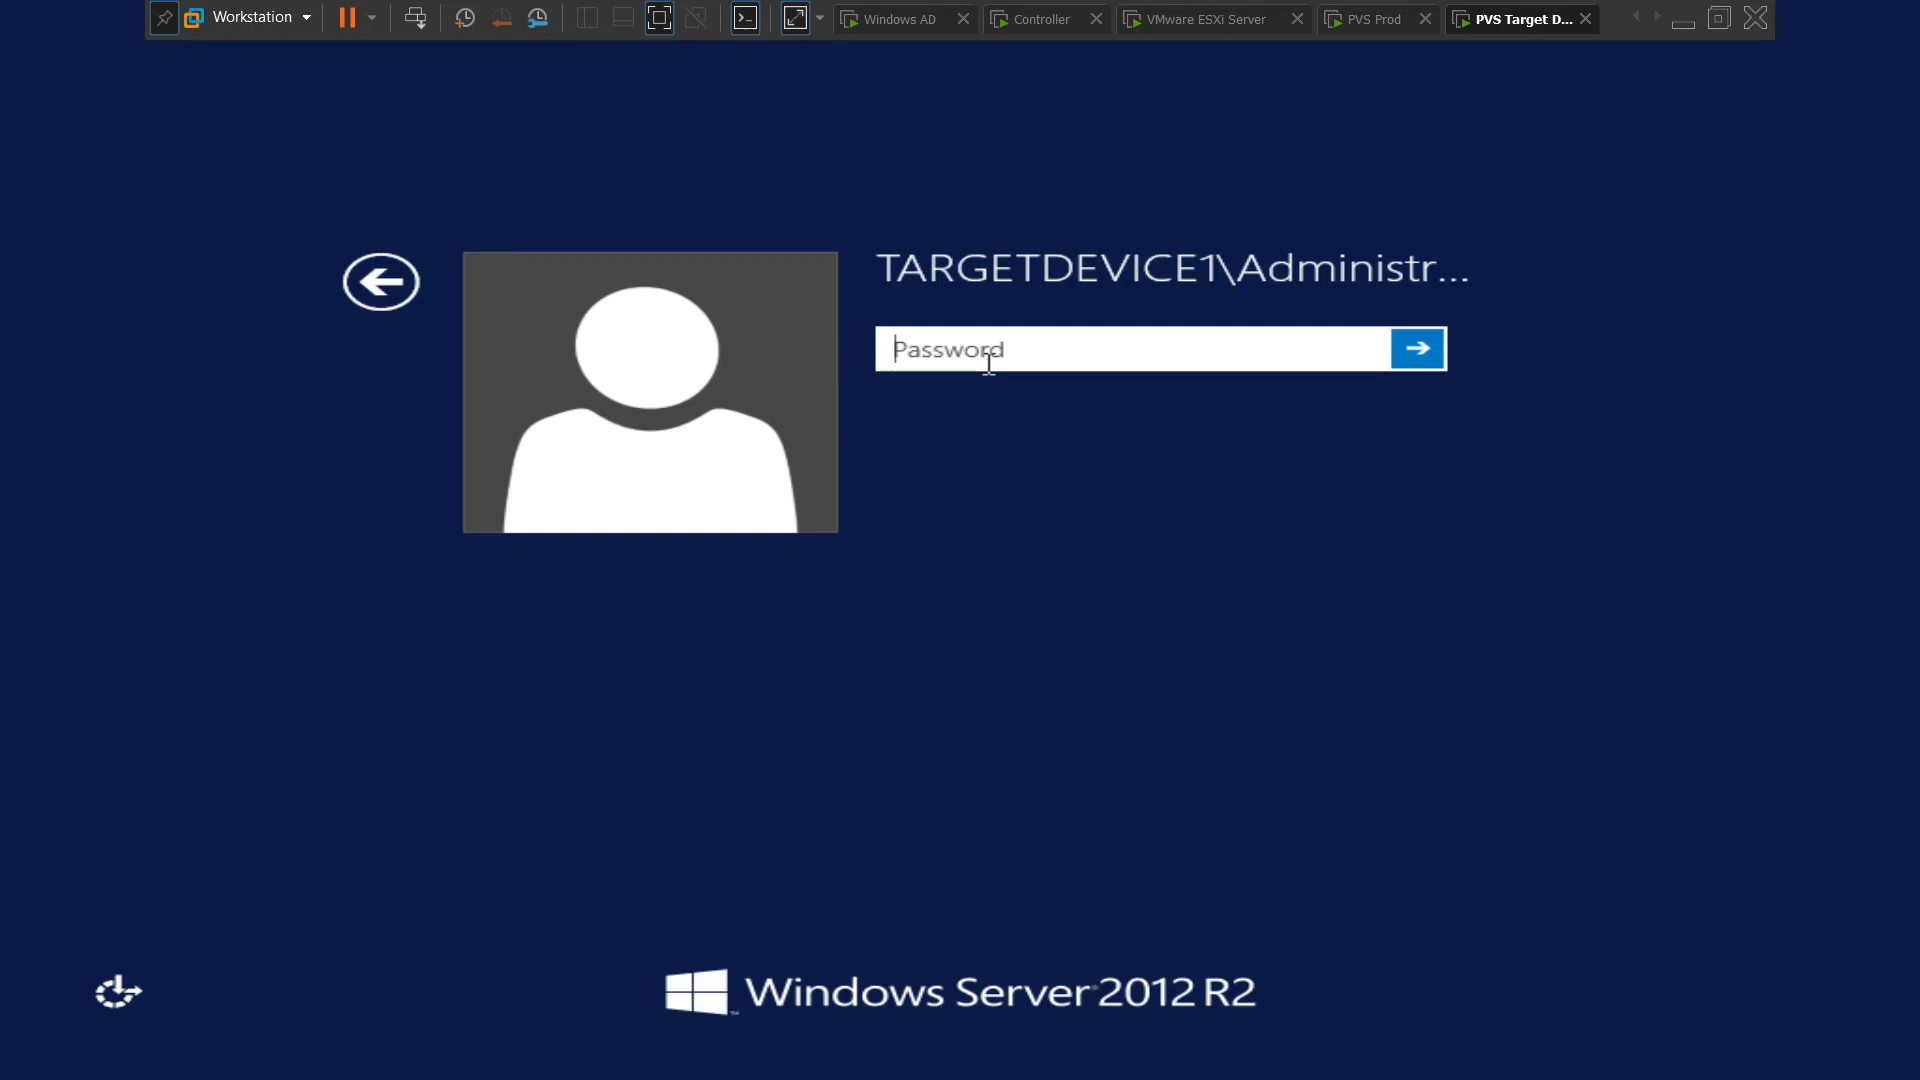 Workstation
Windows AD
Controller
VMware ESXi Server
PVS Prod
PVS Target D...
TARGETDEVICE1\Administr...
Password
Windows Server 2012 R2